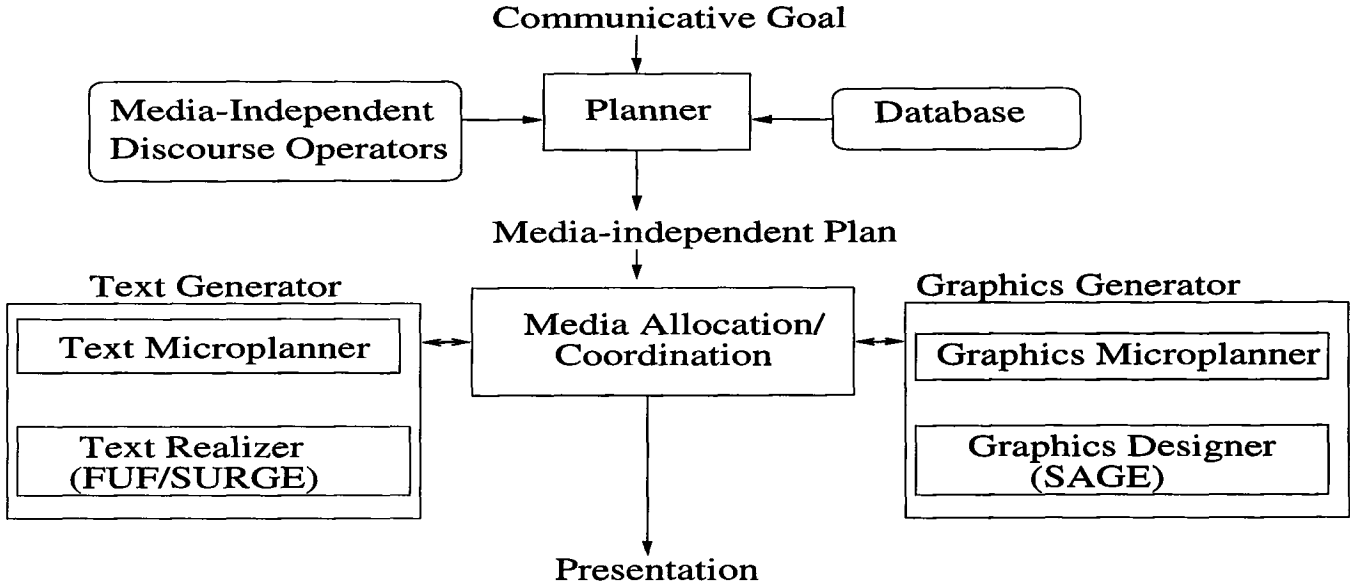 Communicative Goal
Media-Independent
Discourse Operators
Planner
Database
Media-independent Plan
Text Generator
Text Microplanner
Text Realizer
(FUF/SURGE)
Media Allocation/
Coordination
Graphics Generator
Graphics Microplanner
Graphics Designer
(SAGE)
Presentation